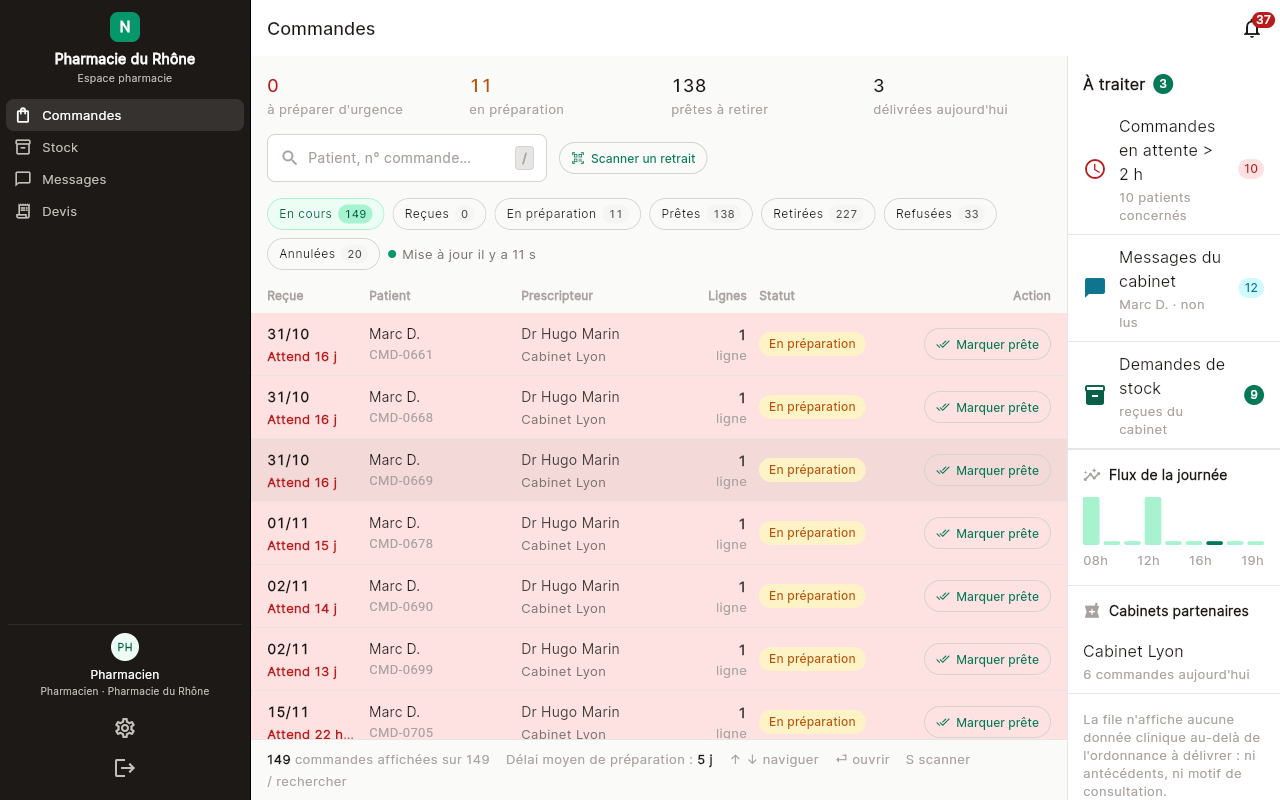 N
Pharmacie du Rhône
Espace pharmacie
Commandes
Stock
Messages
Devis
PH
Pharmacien
Pharmacien · Pharmacie du Rhône
Commandes
37
0
à préparer d'urgence
11
en préparation
138
prêtes à retirer
3
délivrées aujourd'hui
Patient, n° commande... /
Scanner un retrait
En cours 149 Reçues 0 En préparation 11 Prêtes 138 Retirées 227 Refusées 33
Annulées 20 Mise à jour il y a 11 s
Reçue Patient Prescripteur Lignes Statut Action
31/10 Marc D. Dr Hugo Marin 1 En préparation Marquer prête
Attend 16 j CMD-0661 Cabinet Lyon ligne
31/10 Marc D. Dr Hugo Marin 1 En préparation Marquer prête
Attend 16 j CMD-0668 Cabinet Lyon ligne
31/10 Marc D. Dr Hugo Marin 1 En préparation Marquer prête
Attend 16 j CMD-0669 Cabinet Lyon ligne
01/11 Marc D. Dr Hugo Marin 1 En préparation Marquer prête
Attend 15 j CMD-0678 Cabinet Lyon ligne
02/11 Marc D. Dr Hugo Marin 1 En préparation Marquer prête
Attend 14 j CMD-0690 Cabinet Lyon ligne
02/11 Marc D. Dr Hugo Marin 1 En préparation Marquer prête
Attend 13 j CMD-0699 Cabinet Lyon ligne
15/11 Marc D. Dr Hugo Marin 1 En préparation Marquer prête
Attend 22 h... CMD-0705 Cabinet Lyon ligne
149 commandes affichées sur 149 Délai moyen de préparation : 5 j ↑ ↓ naviguer ↵ ouvrir S scanner
/ rechercher
À traiter 3
Commandes
en attente >
2 h
10
10 patients
concernés
Messages du
cabinet
12
Marc D. · non
lus
Demandes de
stock
9
reçues du
cabinet
Flux de la journée
08h 12h 16h 19h
Cabinets partenaires
Cabinet Lyon
6 commandes aujourd'hui
La file n'affiche aucune
donnée clinique au-delà de
l'ordonnance à délivrer : ni
antécédents, ni motif de
consultation.